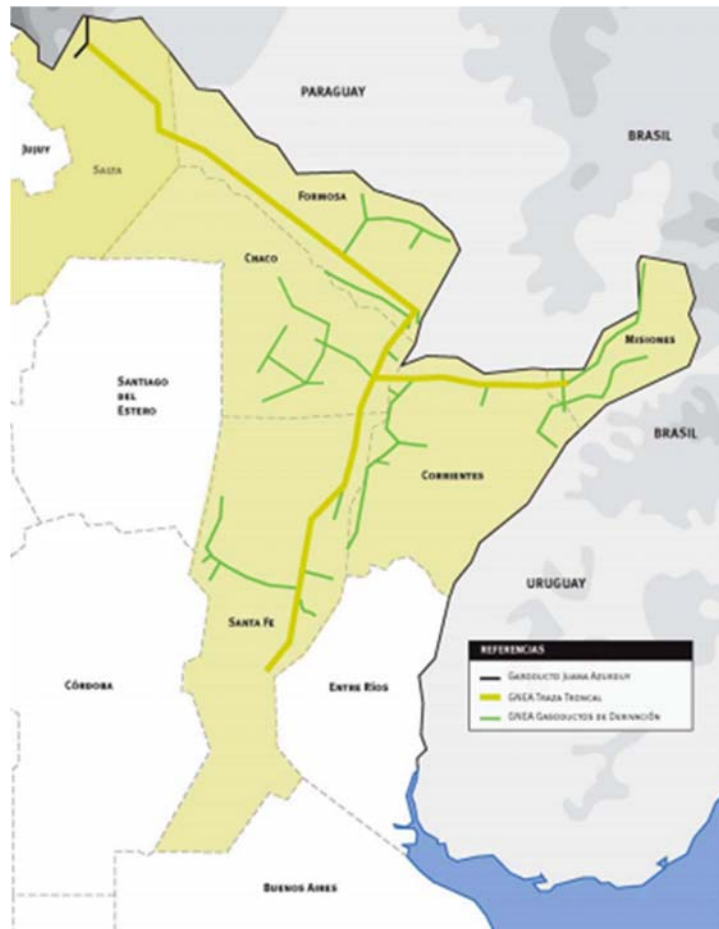 PARAGUAY
BRASIL
JUJUY
SALTA
FORMOSA
CHACO
MISIONES
SANTIAGO
DEL
ESTERO
BRASIL
CORRIENTES
URUGUAY
SANTA FE
REFERENCIAS
GASODUCTO JUANA AZURDUY
GNEA TRAZA TRONCAL
GNEA GASODUCTOS DE DERIVACIÓN
CÓRDOBA
ENTRE RÍOS
BUENOS AIRES